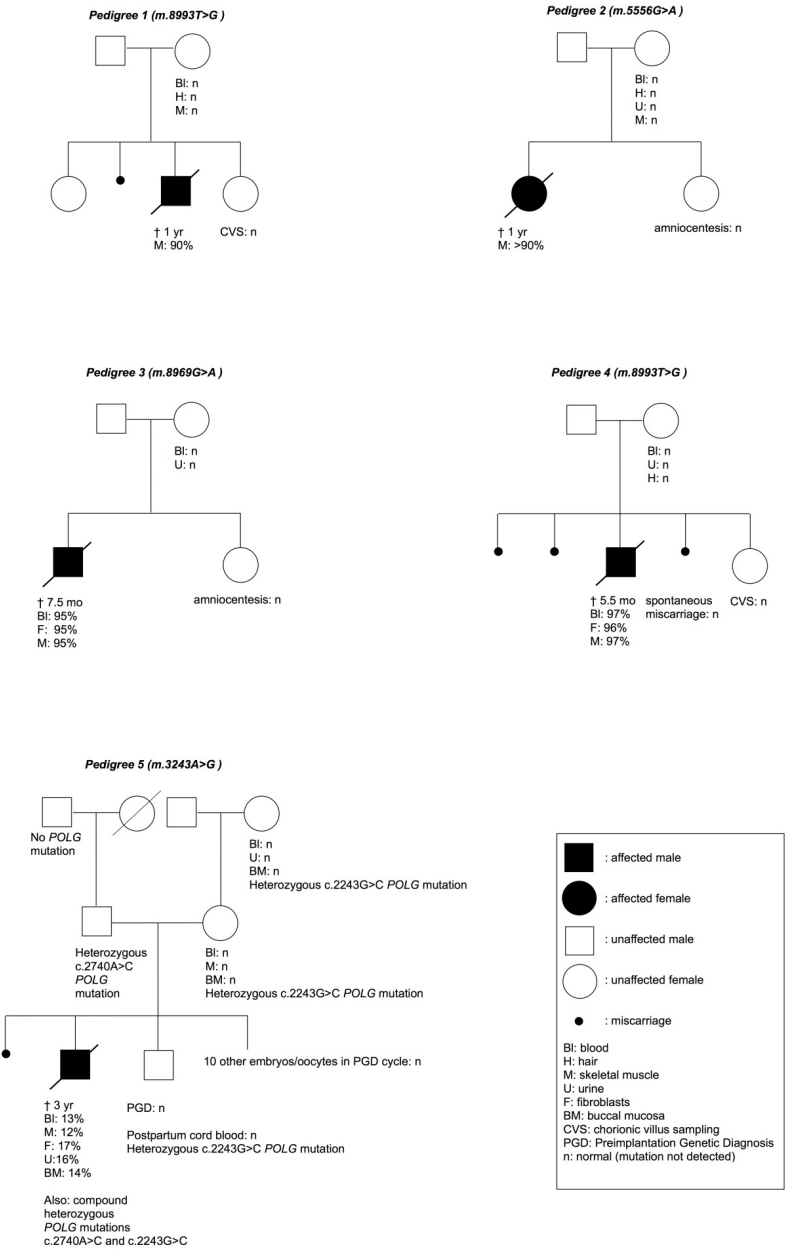 Pedigree 1 (m.8993T>G)
Bl: n
H: n
M: n
† 1 yr
M: 90%
CVS: n
Pedigree 2 (m.5556G>A)
Bl: n
H: n
U: n
M: n
† 1 yr
M: >90%
amniocentesis: n
Pedigree 3 (m.8969G>A )
Bl: n
U: n
† 7.5 mo
Bl: 95%
F: 95%
M: 95%
amniocentesis: n
Pedigree 4 (m.8993T>G )
Bl: n
U: n
H: n
† 5.5 mo
Bl: 97%
F: 96%
M: 97%
spontaneous
miscarriage: n
CVS: n
Pedigree 5 (m.3243A>G )
No POLG
mutation
Bl: n
U: n
BM: n
Heterozygous c.2243G>C POLG mutation
Heterozygous
c.2740A>C
POLG
mutation
Bl: n
M: n
BM: n
Heterozygous c.2243G>C POLG mutation
10 other embryos/oocytes in PGD cycle: n
† 3 yr
Bl: 13%
M: 12%
F: 17%
U:16%
BM: 14%
Also: compound
heterozygous
POLG mutations
c.2740A>C and c.2243G>C
PGD: n
Postpartum cord blood: n
Heterozygous c.2243G>C POLG mutation
: affected male
: affected female
: unaffected male
: unaffected female
: miscarriage
Bl: blood
H: hair
M: skeletal muscle
U: urine
F: fibroblasts
BM: buccal mucosa
CVS: chorionic villus sampling
PGD: Preimplantation Genetic Diagnosis
n: normal (mutation not detected)